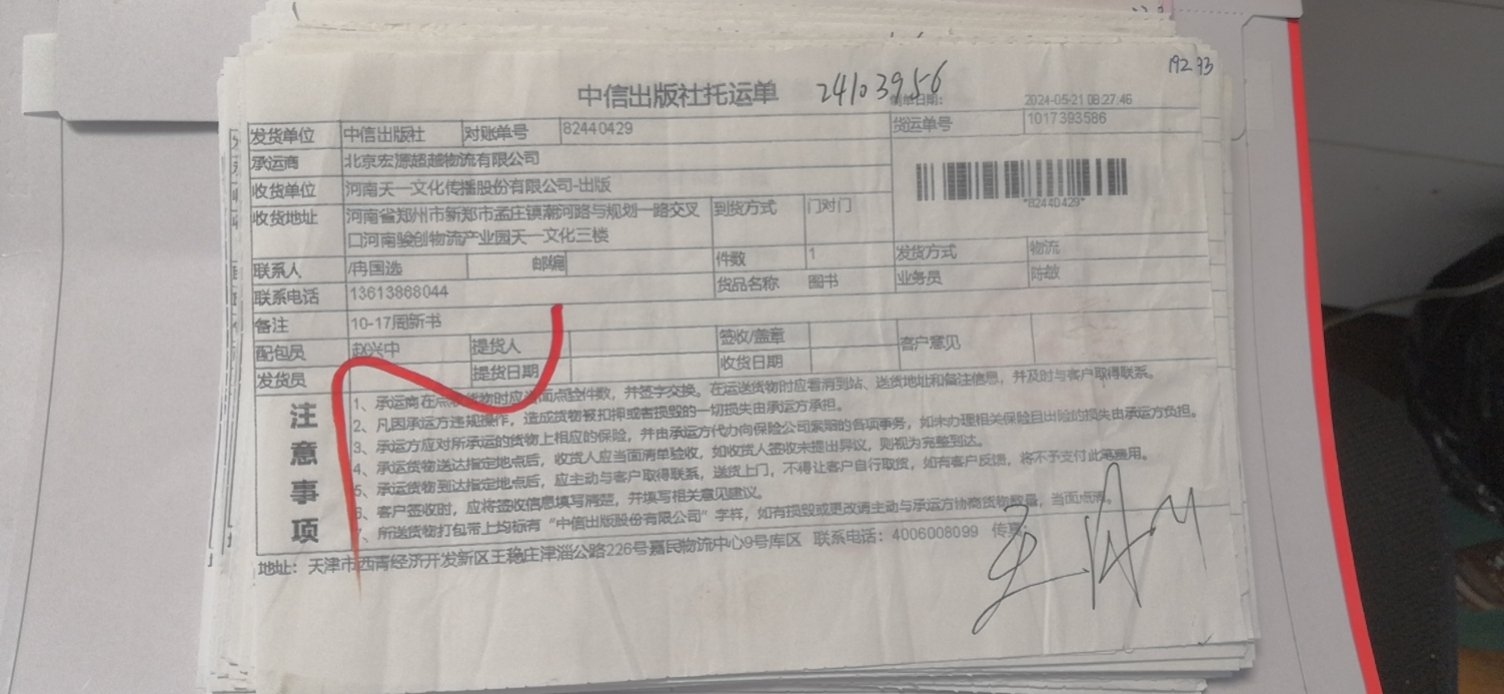 192 93
中信出版社托运单 24103956
制单日期: 2024-05-21 08:27:46
发货单位 中信出版社 对账单号 82440429 货运单号 1017393586
承运商 北京宏源超越物流有限公司
收货单位 河南天一文化传播股份有限公司-出版
*82440429*
收货地址 河南省郑州市新郑市孟庄镇潮河路与规划一路交叉 到货方式 门对门
口河南骏创物流产业园天一文化三楼
联系人 /冉国选 邮编 件数 1 发货方式 物流
联系电话 13613868044 货品名称 图书 业务员 陈敏
备注 10-17周新书
配包员 赵兴中 提货人 签收/盖章 客户意见
发货员 提货日期 收货日期
注意事项
1、承运商在点 货物时应当面点验件数，并签字交换。在运送货物时应看清到站、送货地址和备注信息，并及时与客户取得联系。
2、凡因承运方违规操作，造成货物被扣押或者损毁的一切损失由承运方承担。
3、承运方应对所承运的货物上相应的保险，并由承运方代办向保险公司索赔的各项事务，如未办理相关保险且出险的损失由承运方负担。
4、承运货物送达指定地点后，收货人应当面清单验收，如收货人签收未提出异议，则视为完整到达。
5、承运货物到达指定地点后，应主动与客户取得联系，送货上门，不得让客户自行取货，如有客户反馈，将不予支付此笔费用。
6、客户签收时，应将签收信息填写清楚，并填写相关意见建议。
7、所送货物打包带上均标有“中信出版股份有限公司”字样，如有损毁或更改请主动与承运方协商货物数量，当面点清。
地址：天津市西青经济开发新区王稳庄津淄公路226号嘉民物流中心9号库区 联系电话：4006008099 传真: